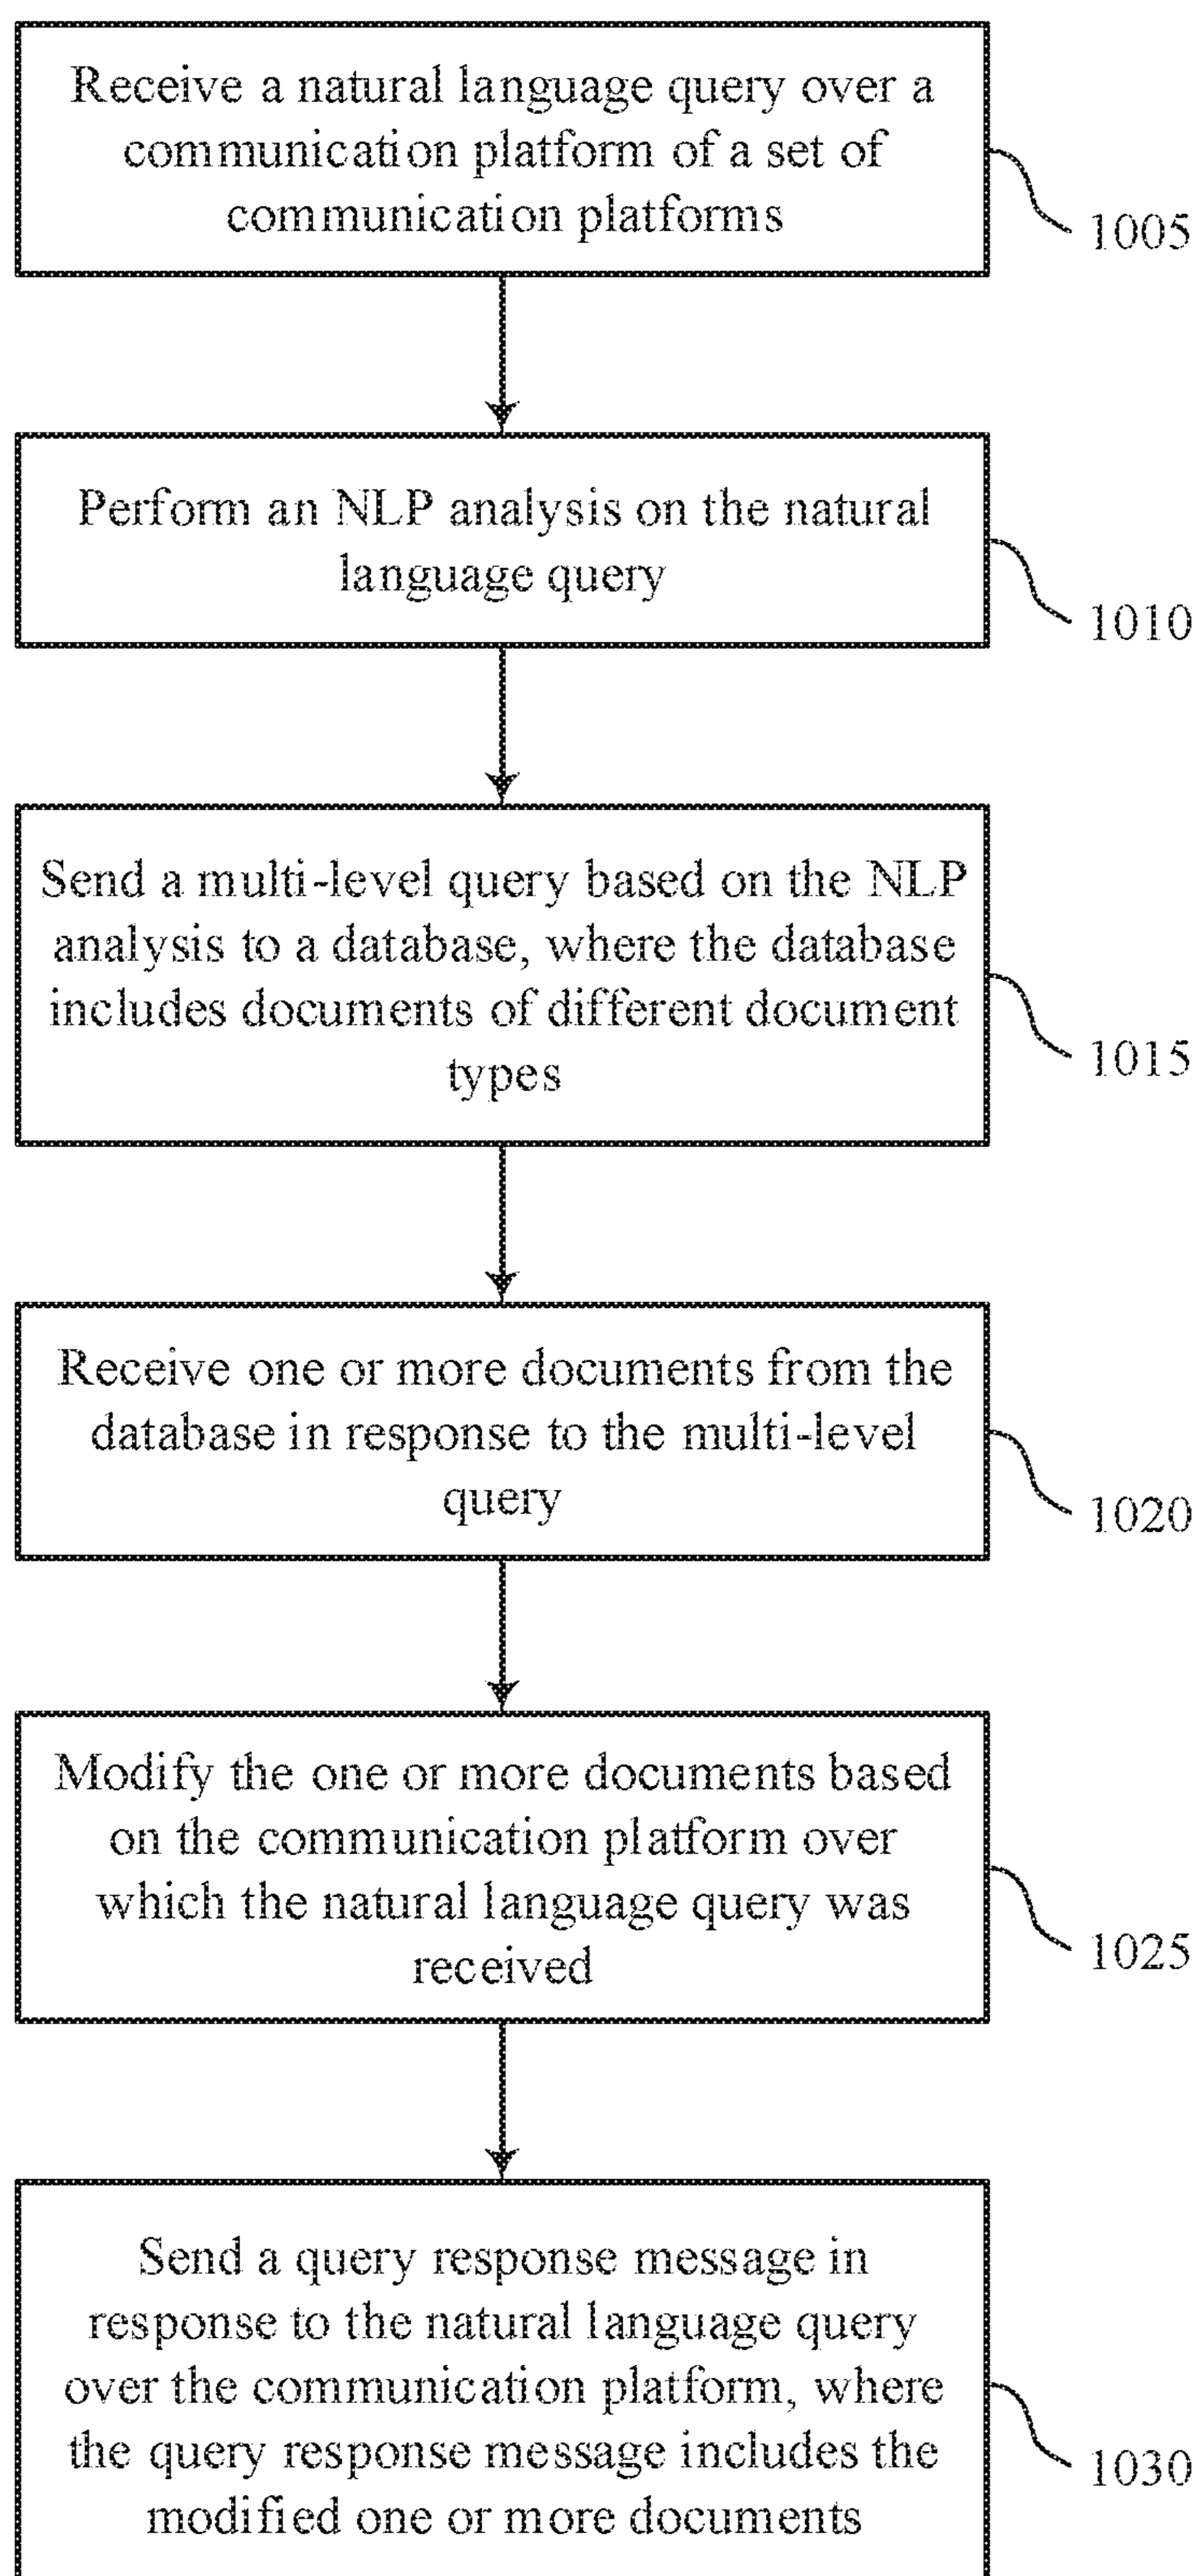 Receive a natural language query over a
communication platform of a set of
communication platforms
1005
Perform an NLP analysis on the natural
language query
1010
Send a multi-level query based on the NLP
analysis to a database, where the database
includes documents of different document
types
1015
Receive one or more documents from the
database in response to the multi-level
query
1020
Modify the one or more documents based
on the communication platform over
which the natural language query was
received
1025
Send a query response message in
response to the natural language query
over the communication platform, where
the query response message includes the
modified one or more documents
1030